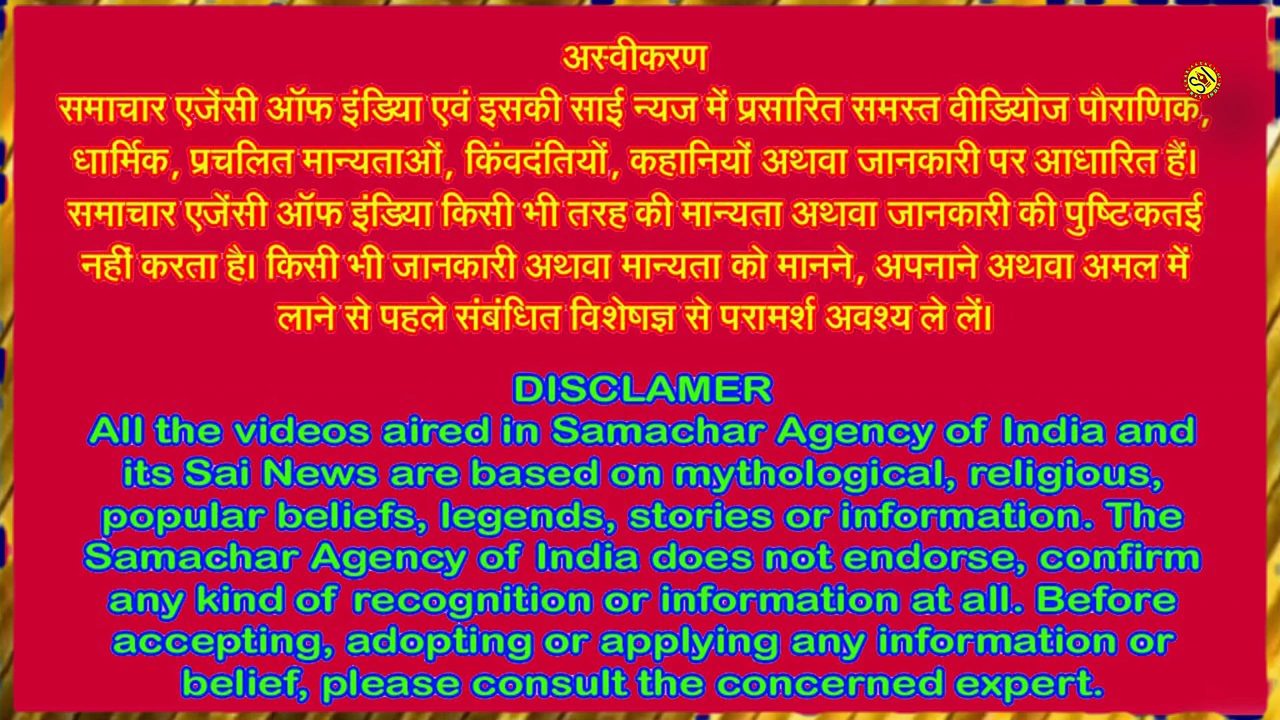 अस्वीकरण
SAI
समाचार एजेंसी ऑफ इंडिया एवं इसकी साई न्यज में प्रसारित समस्त वीडियोज पौराणिक,
धार्मिक, प्रचलित मान्यताओं, किंवदंतियों, कहानियों अथवा जानकारी पर आधारित हैं।
समाचार एजेंसी ऑफ इंडिया किसी भी तरह की मान्यता अथवा जानकारी की पुष्टि कतई
नहीं करता है। किसी भी जानकारी अथवा मान्यता को मानने, अपनाने अथवा अमल में
लाने से पहले संबंधित विशेषज्ञ से परामर्श अवश्य ले लें।
DISCLAMER
All the videos aired in Samachar Agency of India and
its Sai News are based on mythological, religious,
popular beliefs, legends, stories or information. The
Samachar Agency of India does not endorse, confirm
any kind of recognition or information at all. Before
accepting, adopting or applying any information or
belief, please consult the concerned expert.